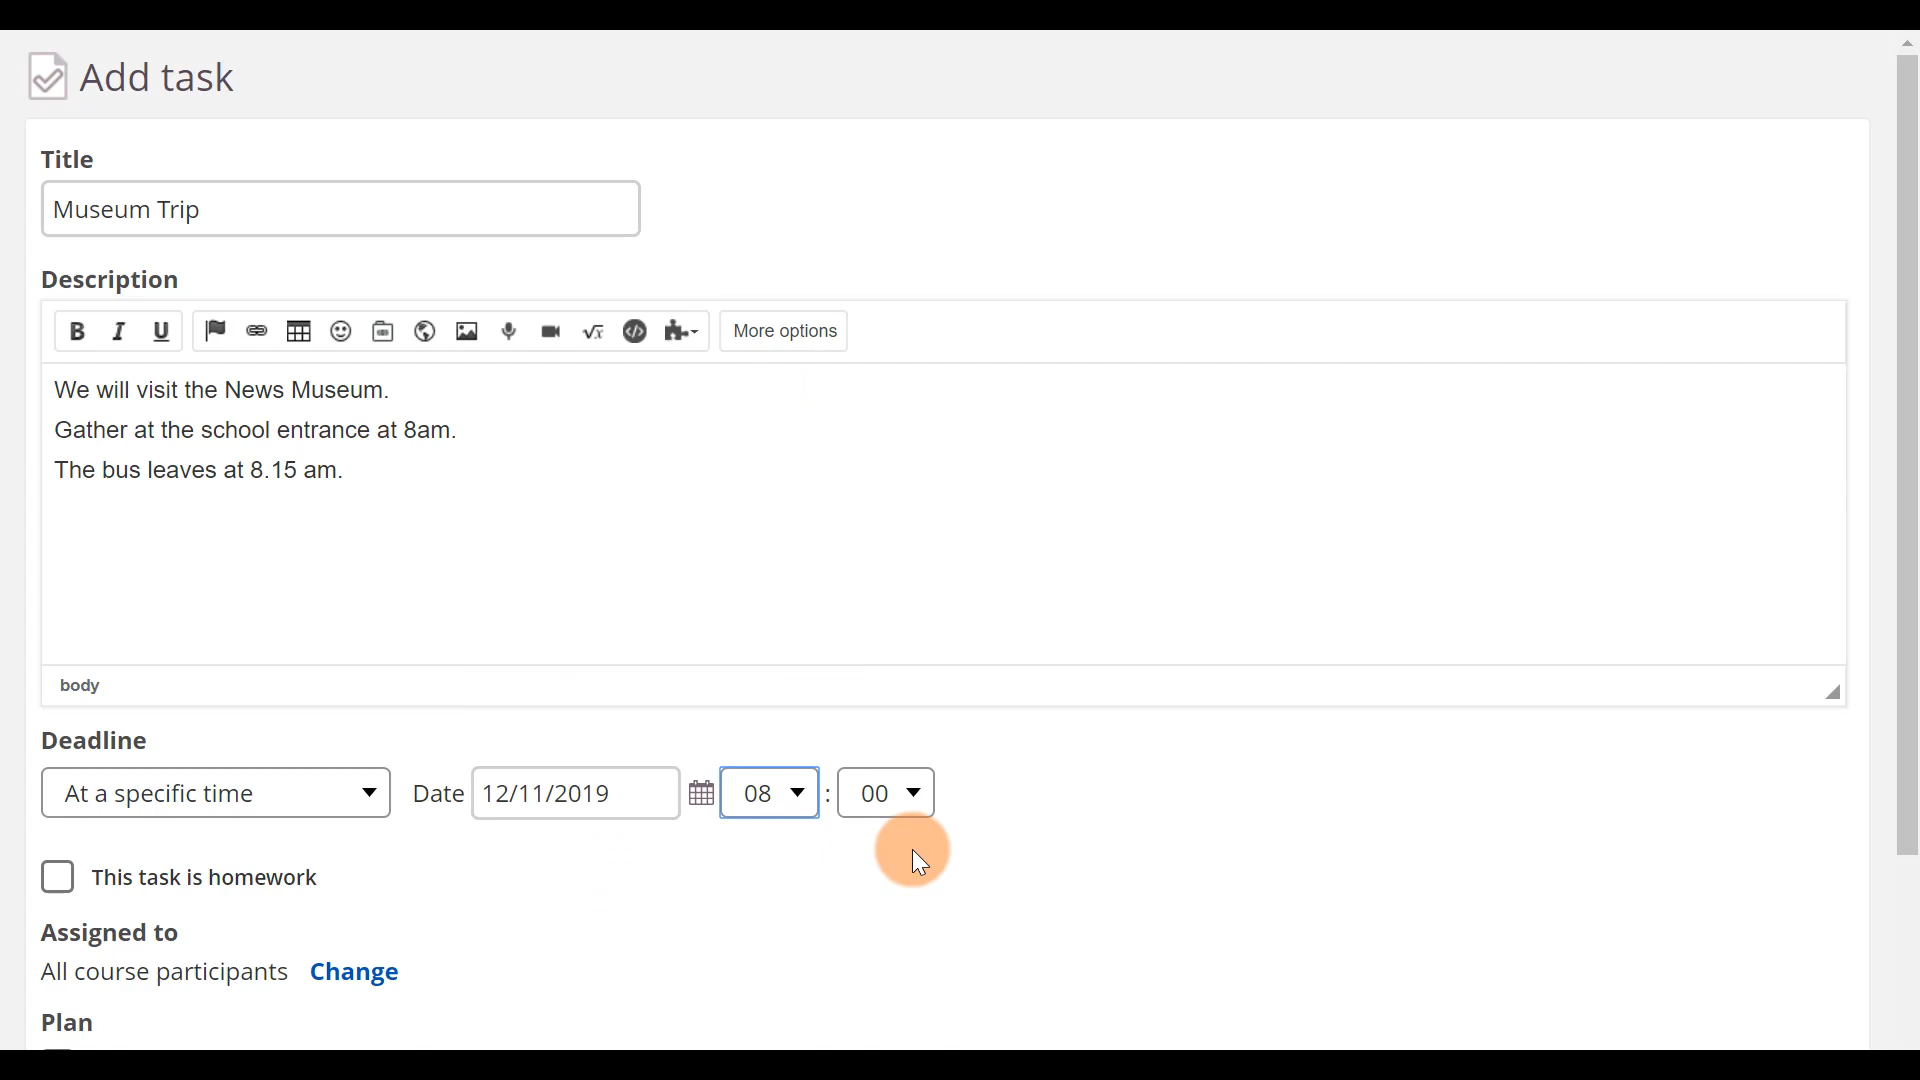 Add task
Title
Museum Trip
Description
B I U More options
We will visit the News Museum.
Gather at the school entrance at 8am.
The bus leaves at 8.15 am.
body
Deadline
At a specific time Date 12/11/2019 08 : 00
This task is homework
Assigned to
All course participants Change
Plan